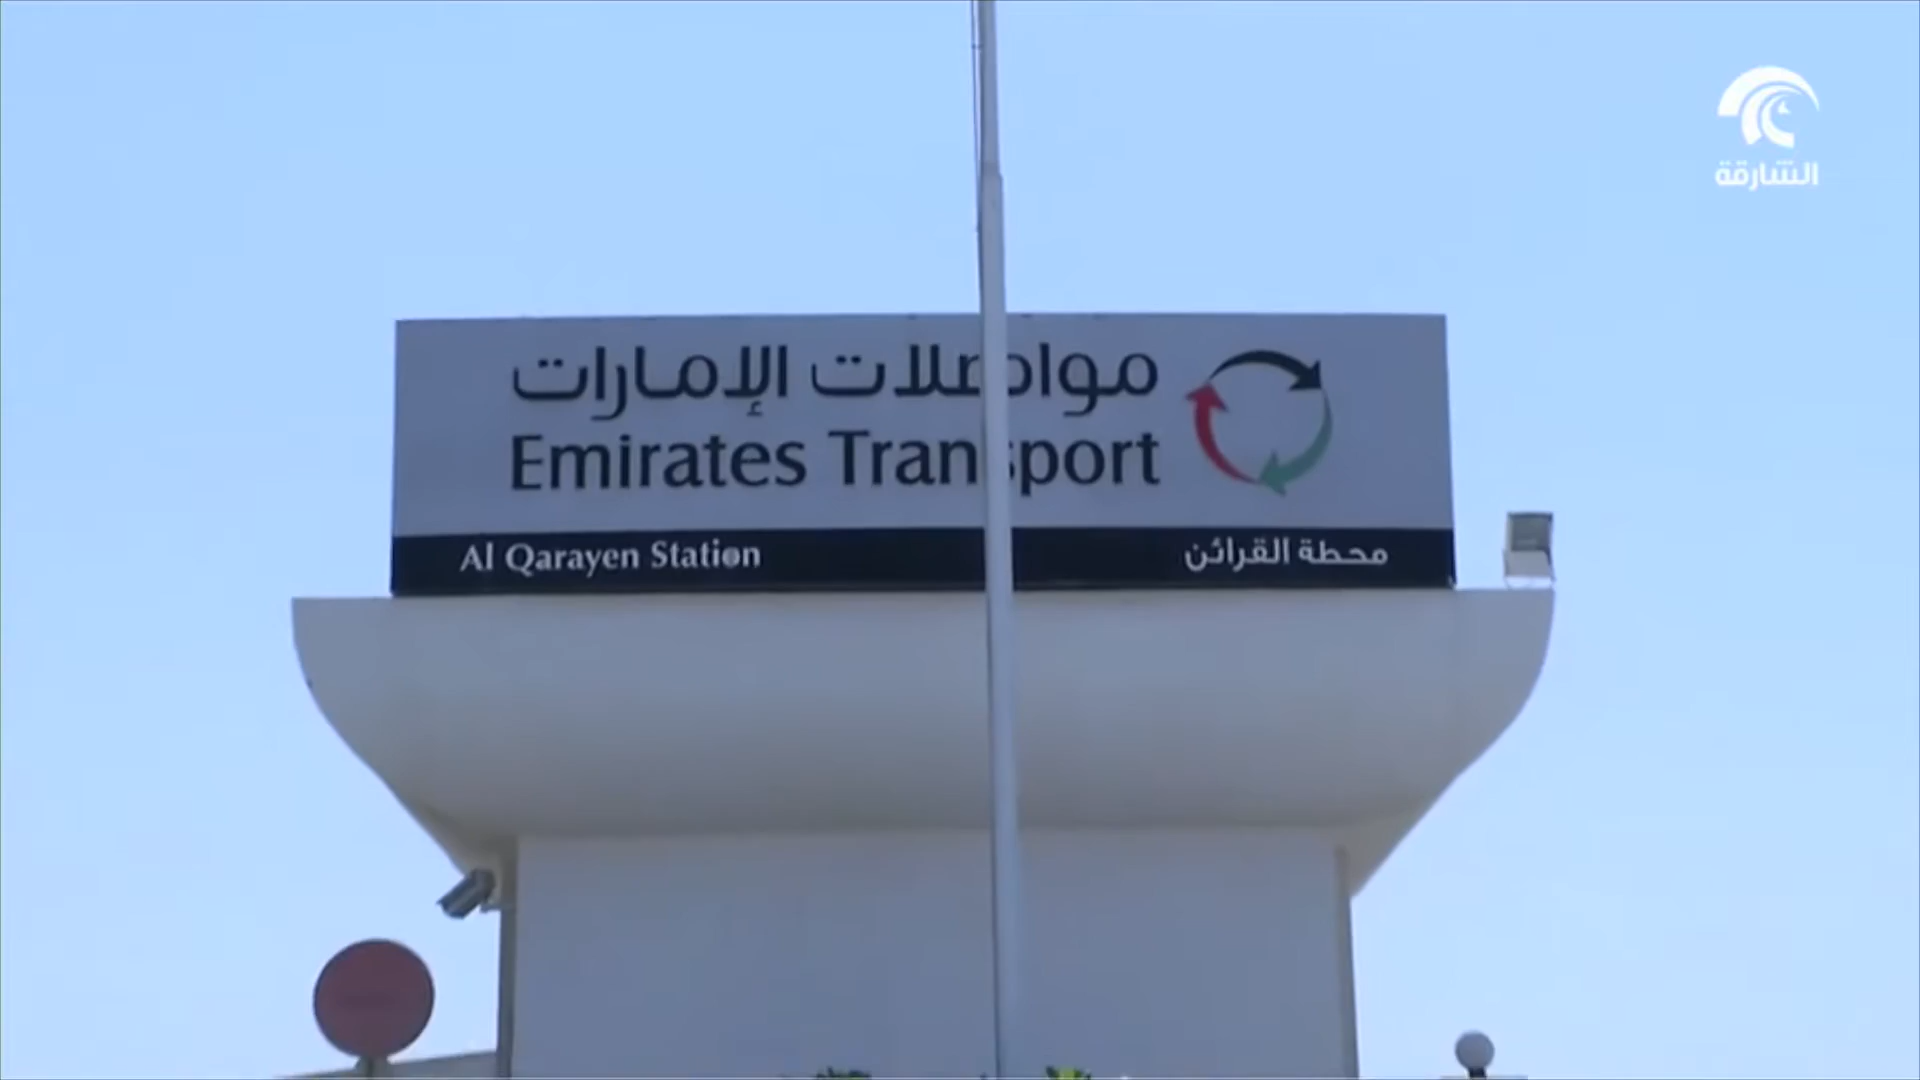 الشارقة
مواصلات الإمارات
Emirates Transport
Al Qarayen Station
محطة القرائن